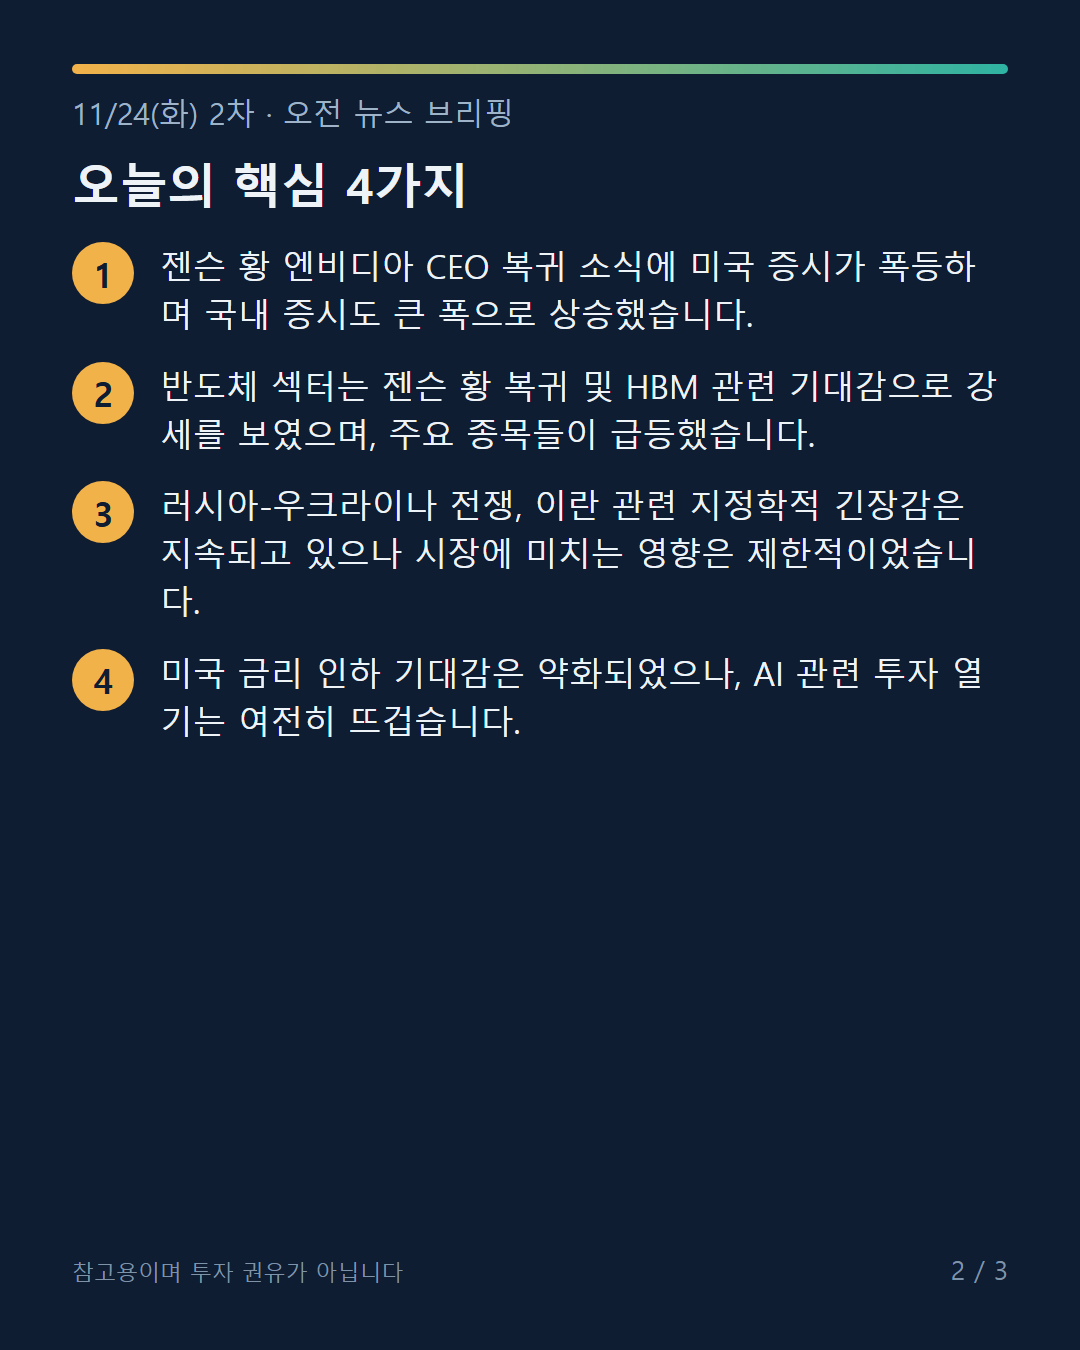 11/24(화) 2차 · 오전 뉴스 브리핑
오늘의 핵심 4가지
1 젠슨 황 엔비디아 CEO 복귀 소식에 미국 증시가 폭등하
며 국내 증시도 큰 폭으로 상승했습니다.
2 반도체 섹터는 젠슨 황 복귀 및 HBM 관련 기대감으로 강
세를 보였으며, 주요 종목들이 급등했습니다.
3 러시아-우크라이나 전쟁, 이란 관련 지정학적 긴장감은
지속되고 있으나 시장에 미치는 영향은 제한적이었습니
다.
4 미국 금리 인하 기대감은 약화되었으나, AI 관련 투자 열
기는 여전히 뜨겁습니다.
참고용이며 투자 권유가 아닙니다 2 / 3